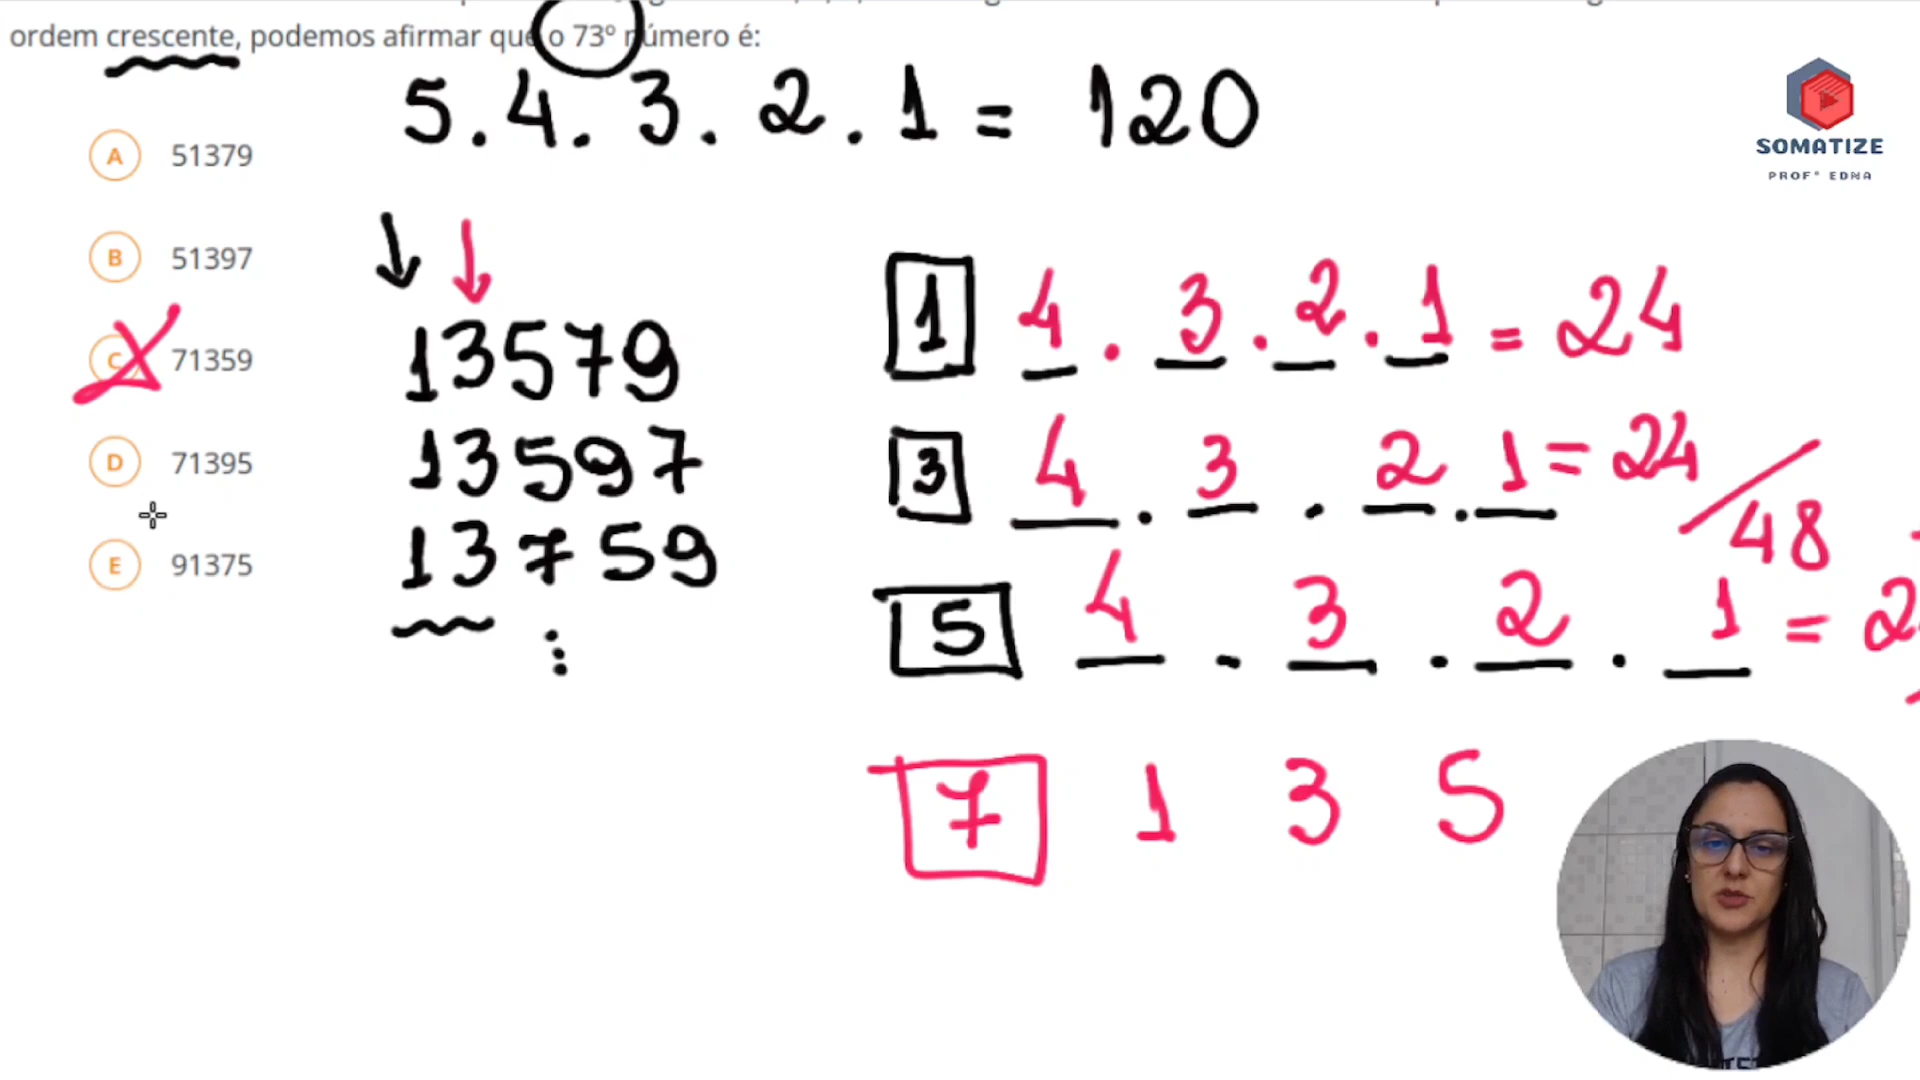 ordem crescente, podemos afirmar que o 73º número é:
5.4.3.2.1 = 120
A 51379
B 51397
C 71359
D 71395
E 91375
13579
13597
13759
1 4.3.2.1 = 24
3 4.3.2.1 = 24
48
5 4.3.2.1 = 2
7 1 3 5
SOMATIZE
PROFª EDNA